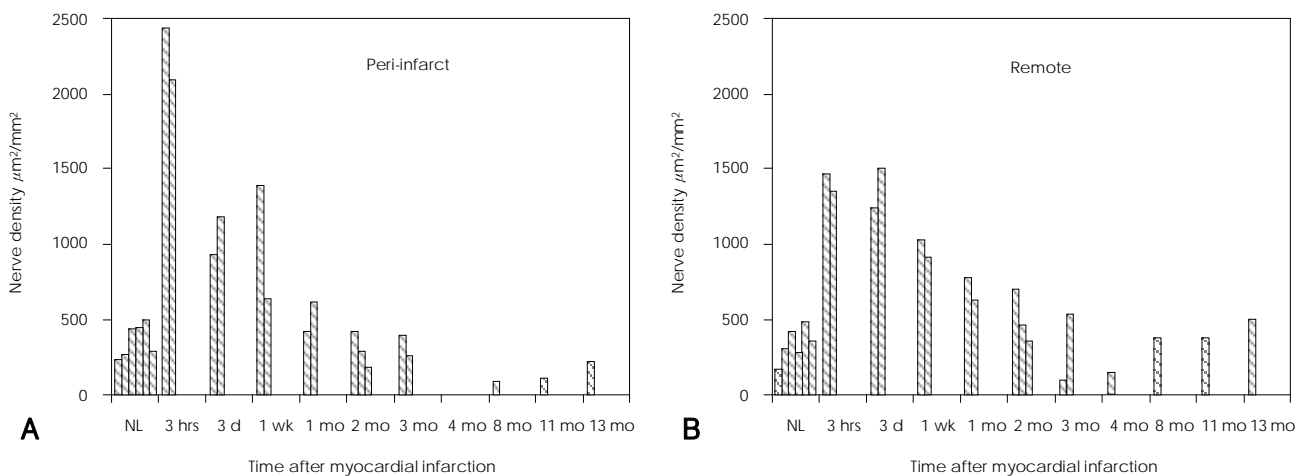 2500
2000
1500
1000
500
0
Nerve density μm²/mm²
Peri-infarct
NL 3 hrs 3 d 1 wk 1 mo 2 mo 3 mo 4 mo 8 mo 11 mo 13 mo
Time after myocardial infarction
A
2500
2000
1500
1000
500
0
Nerve density μm²/mm²
Remote
NL 3 hrs 3 d 1 wk 1 mo 2 mo 3 mo 4 mo 8 mo 11 mo 13 mo
Time after myocardial infarction
B